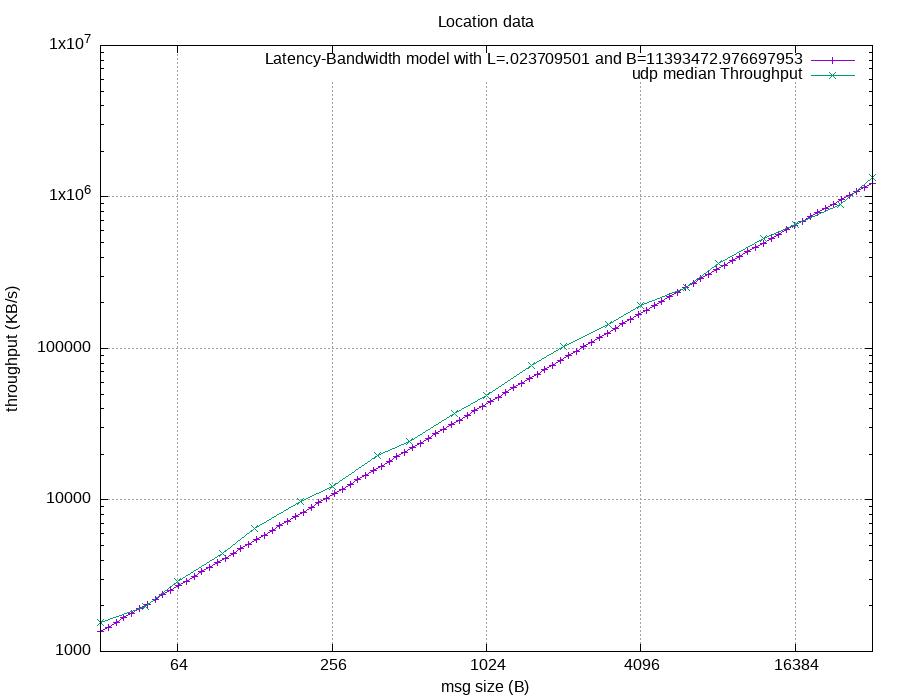 Location data
Latency-Bandwidth model with L=.023709501 and B=11393472.976697953
udp median Throughput
throughput (KB/s)
1x10^7
1x10^6
100000
10000
1000
64 256 1024 4096 16384
msg size (B)